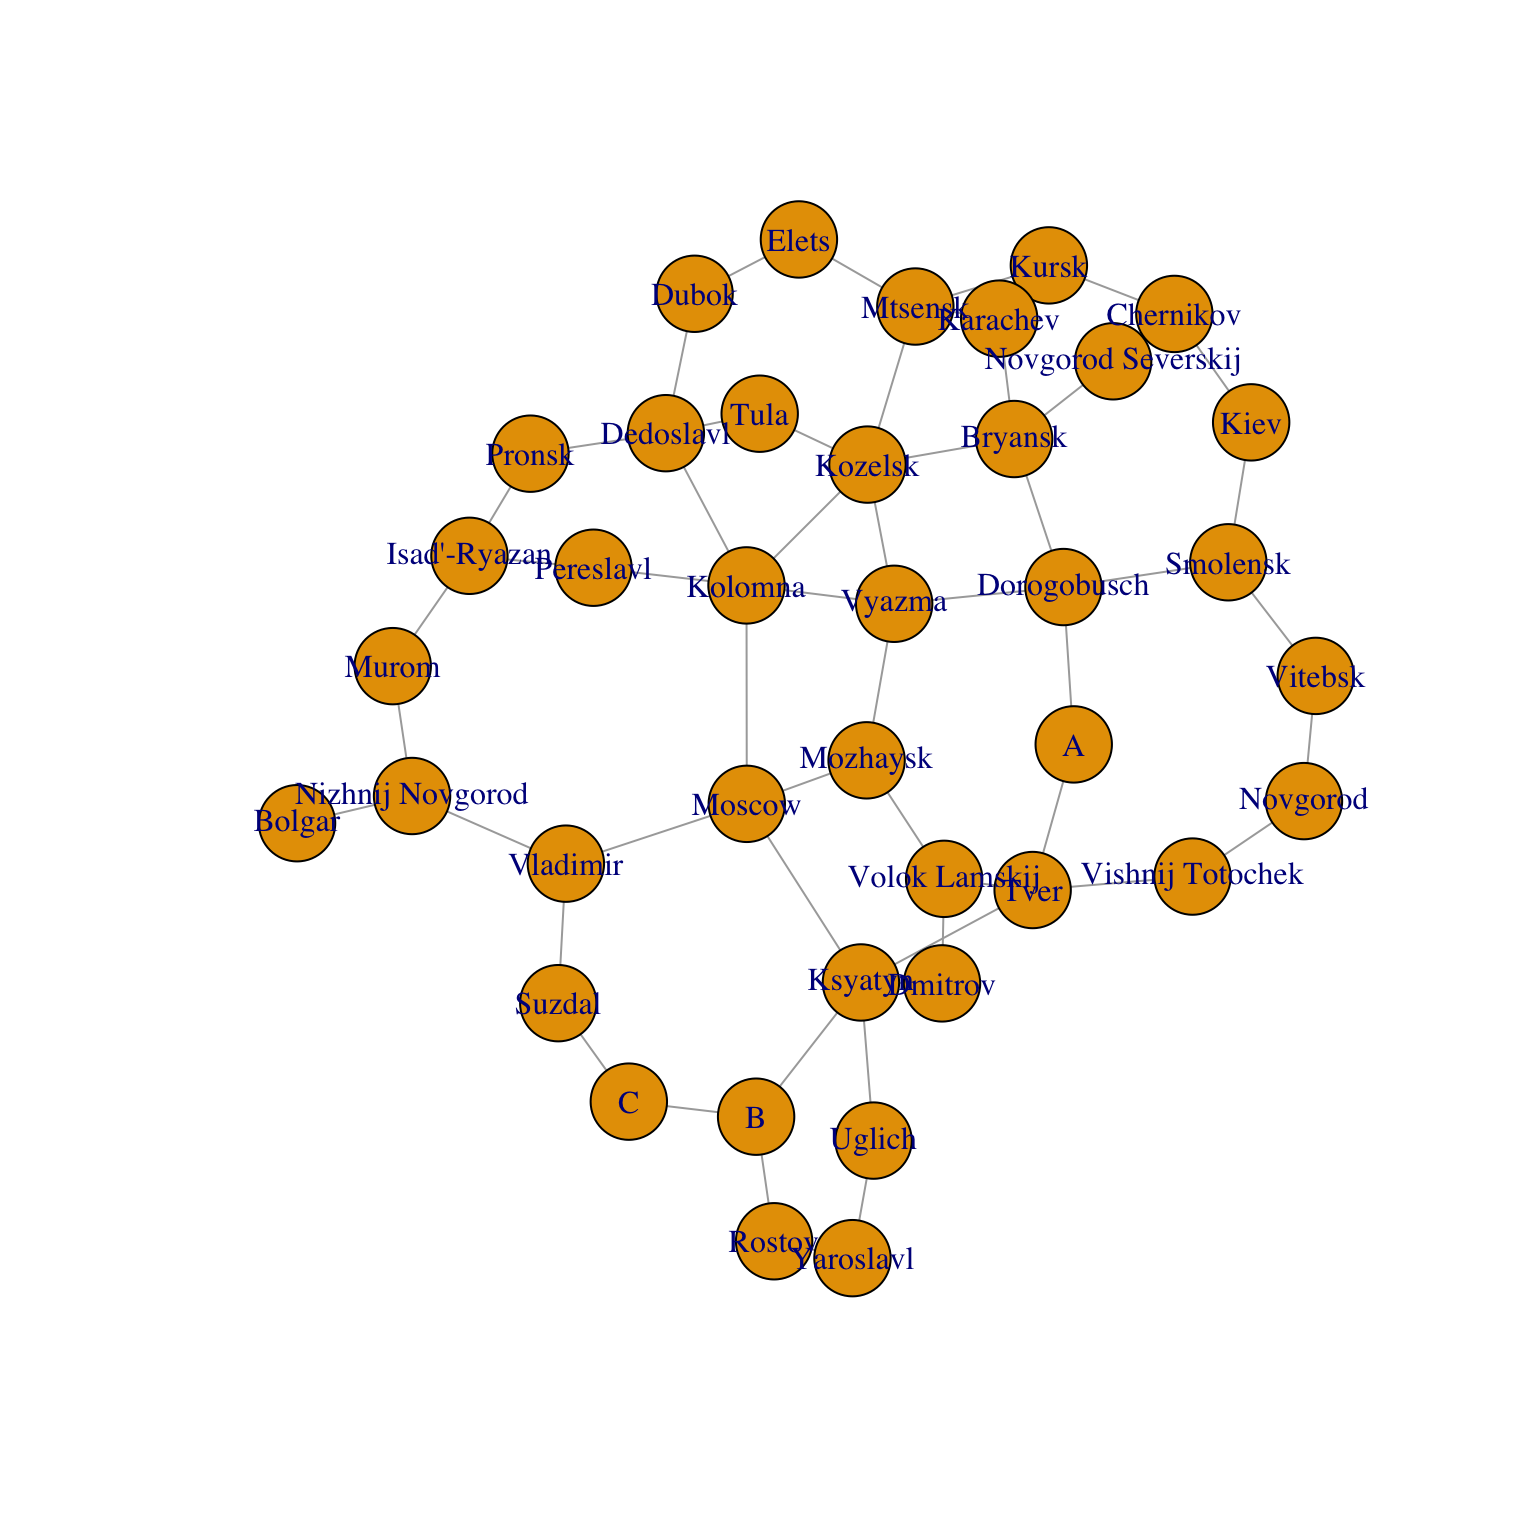 Elets
Kursk
Dubok
Mtsensk
Karachev
Chernikov
Novgorod Severskij
Tula
Kiev
Dedoslavl
Bryansk
Pronsk
Kozelsk
Isad'-Ryazan
Pereslavl
Smolensk
Kolomna
Dorogobusch
Vyazma
Murom
Vitebsk
A
Mozhaysk
Nizhnij Novgorod
Novgorod
Moscow
Bolgar
Vladimir
Volok Lamskij
Vishnij Totochek
Tver
Ksyatyn
Dmitrov
Suzdal
C
B
Uglich
Rostov
Yaroslavl